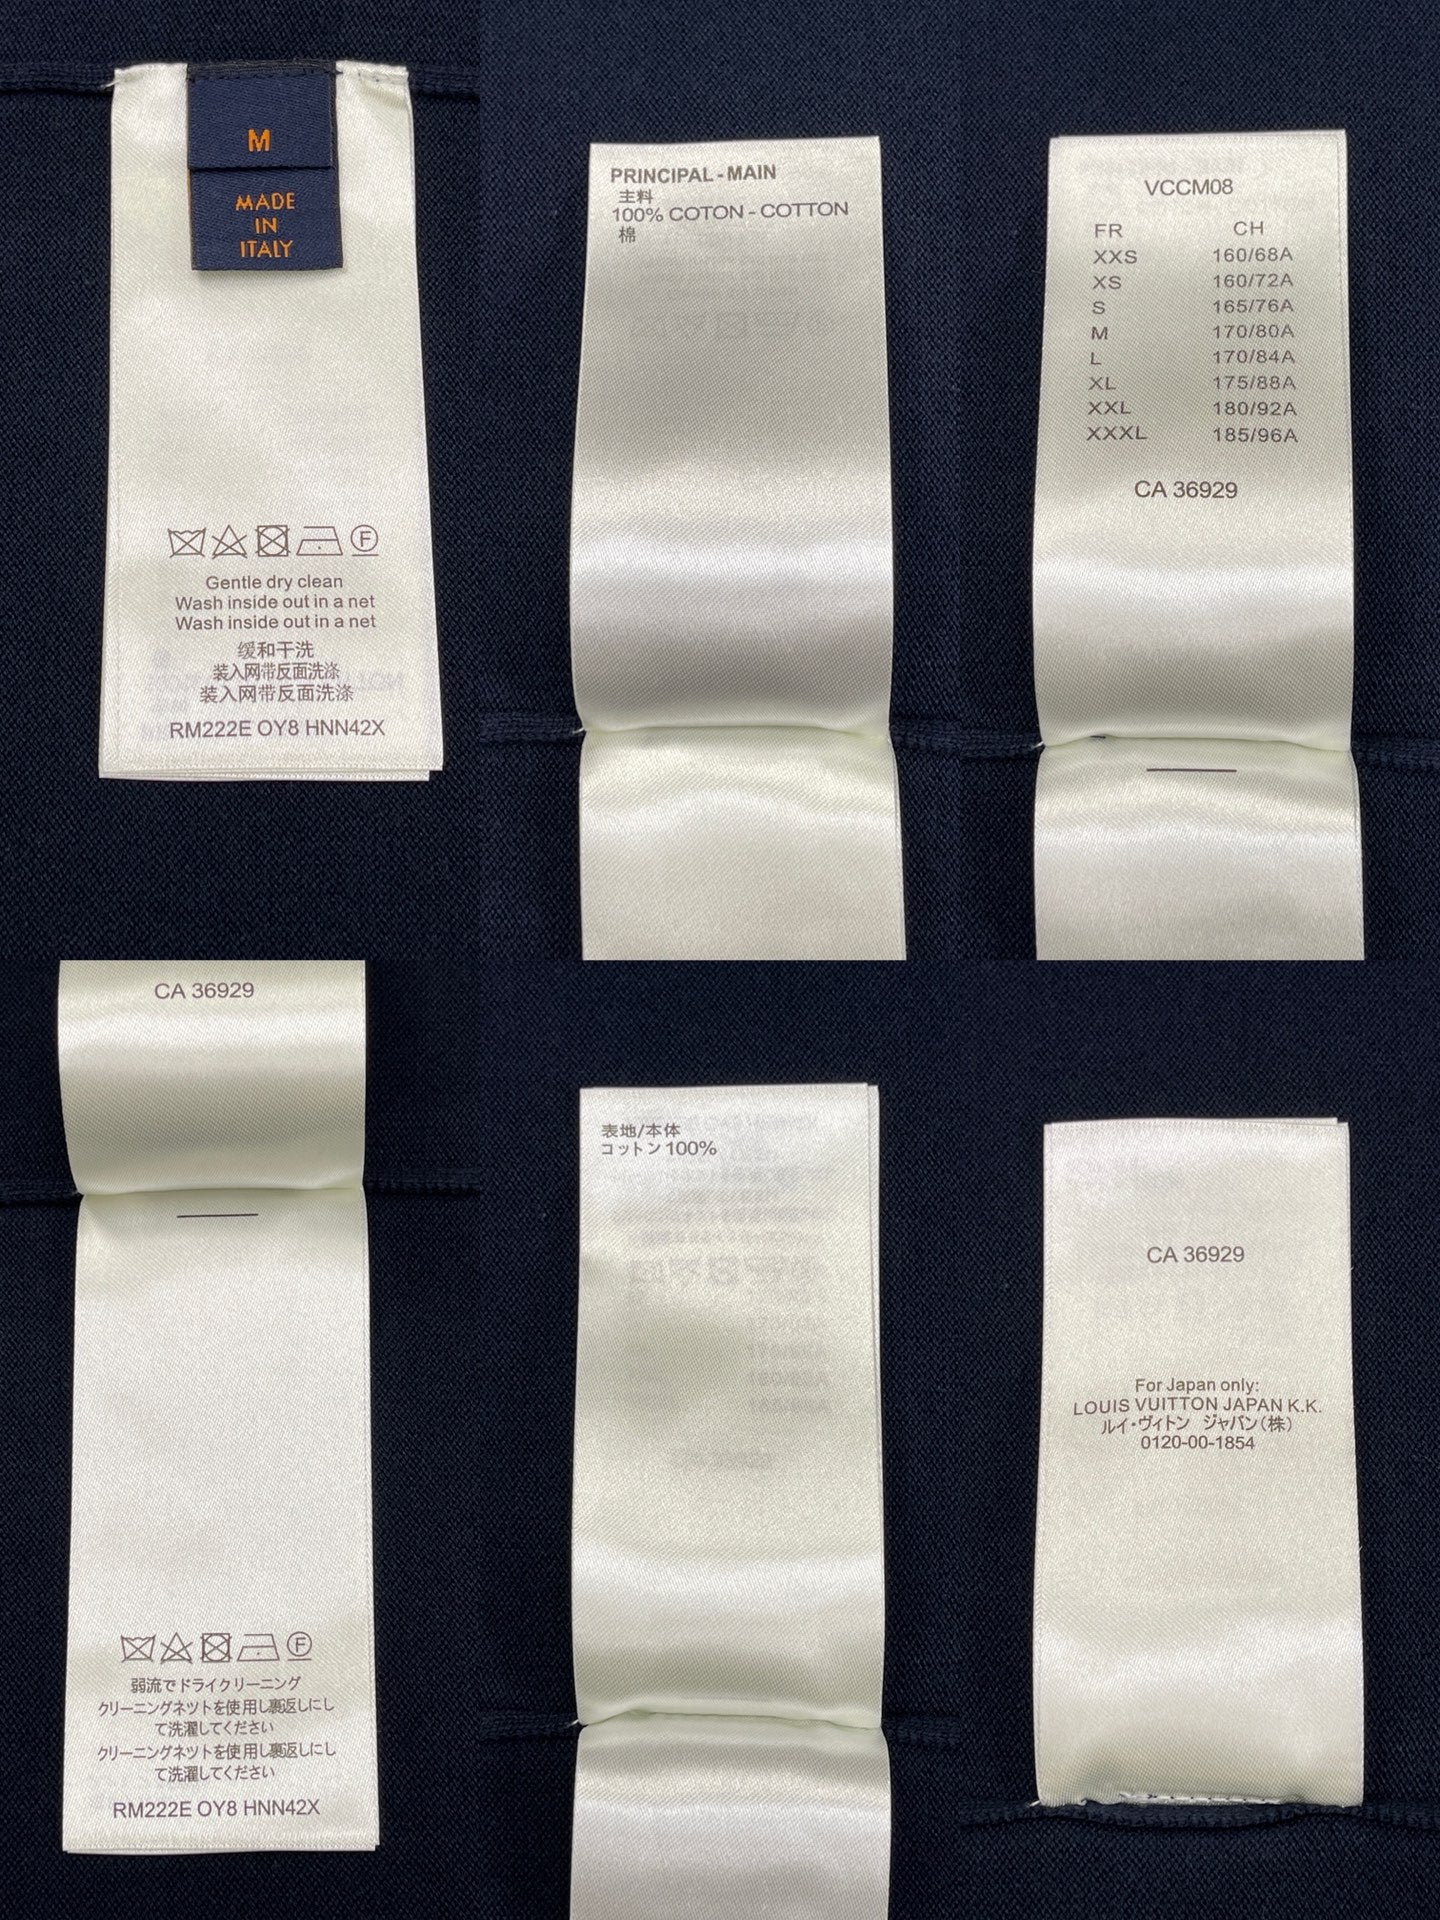 M
MADE
IN
ITALY
F
Gentle dry clean
Wash inside out in a net
Wash inside out in a net
缓和干洗
装入网带反面洗涤
装入网带反面洗涤
RM222E OY8 HNN42X
PRINCIPAL - MAIN
主料
100% COTON - COTTON
棉
VCCM08
FR CH
XXS 160/68A
XS 160/72A
S 165/76A
M 170/80A
L 170/84A
XL 175/88A
XXL 180/92A
XXXL 185/96A
CA 36929
CA 36929
F
弱流でドライクリーニング
クリーニングネットを使用し裏返しにし
て洗濯してください
クリーニングネットを使用し裏返しにし
て洗濯してください
RM222E OY8 HNN42X
表地/本体
コットン 100%
CA 36929
For Japan only:
LOUIS VUITTON JAPAN K.K.
ルイ・ヴィトン ジャパン(株)
0120-00-1854